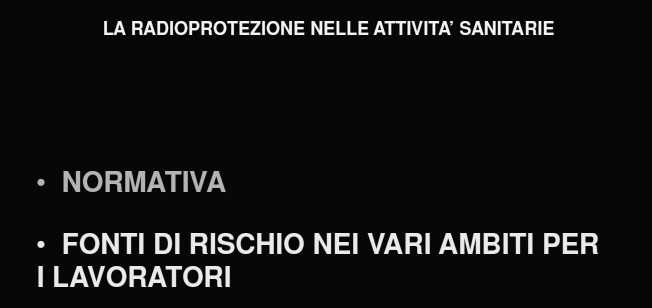 LA RADIOPROTEZIONE NELLE ATTIVITA’ SANITARIE
• NORMATIVA
• FONTI DI RISCHIO NEI VARI AMBITI PER
I LAVORATORI